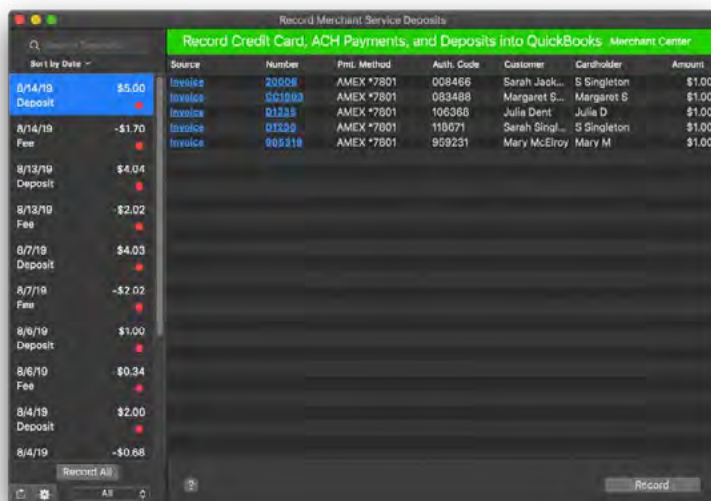 Record Merchant Service Deposits
Record Credit Card, ACH Payments, and Deposits into QuickBooks Merchant Center
Sort by Date
Source Number Pmt. Method Auth. Code Customer Cardholder Amount
8/14/19 $5.00
Deposit
8/14/19 -$1.70
Fee
8/13/19 $4.04
Deposit
8/13/19 -$2.02
Fee
8/7/19 $4.03
Deposit
8/7/19 -$2.02
Fee
8/6/19 $1.00
Deposit
8/6/19 -$0.34
Fee
8/4/19 $2.00
Deposit
8/4/19 -$0.68
Invoice AMEX *7801 008466 Sarah Jack... S Singleton $1.00
Invoice AMEX *7801 083488 Margaret S... Margaret S $1.00
Invoice AMEX *7801 106368 Julia Dent Julia D $1.00
Invoice AMEX *7801 118671 Sarah Singl... S Singleton $1.00
Invoice AMEX *7801 959231 Mary McElroy Mary M $1.00
Record All
All
?
Record